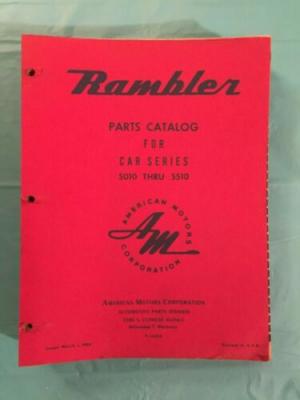 Rambler
PARTS CATALOG
FOR
CAR SERIES
5010 THRU 5510
AMERICAN MOTORS
AM
CORPORATION
AMERICAN MOTORS CORPORATION
AUTOMOTIVE PARTS DIVISION
Milwaukee 1, Wisconsin